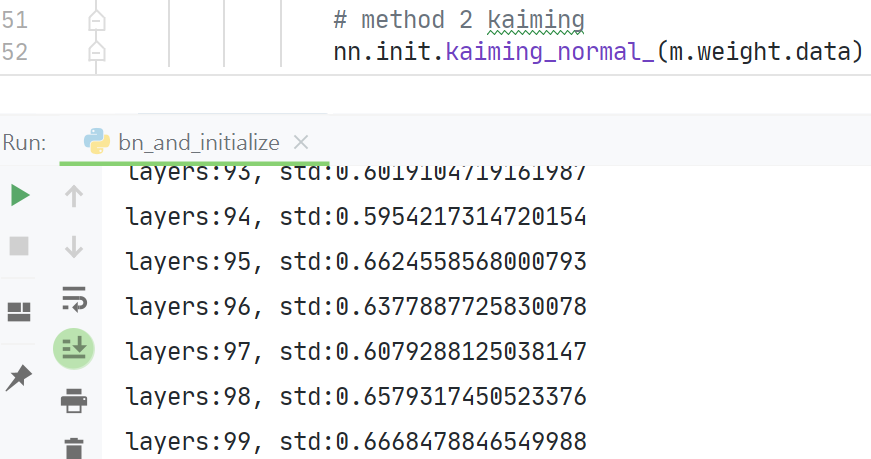 51 # method 2 kaiming
52 nn.init.kaiming_normal_(m.weight.data)
Run: bn_and_initialize
layers:93, std:0.6019104719161987
layers:94, std:0.5954217314720154
layers:95, std:0.6624558568000793
layers:96, std:0.6377887725830078
layers:97, std:0.6079288125038147
layers:98, std:0.6579317450523376
layers:99, std:0.6668478846549988